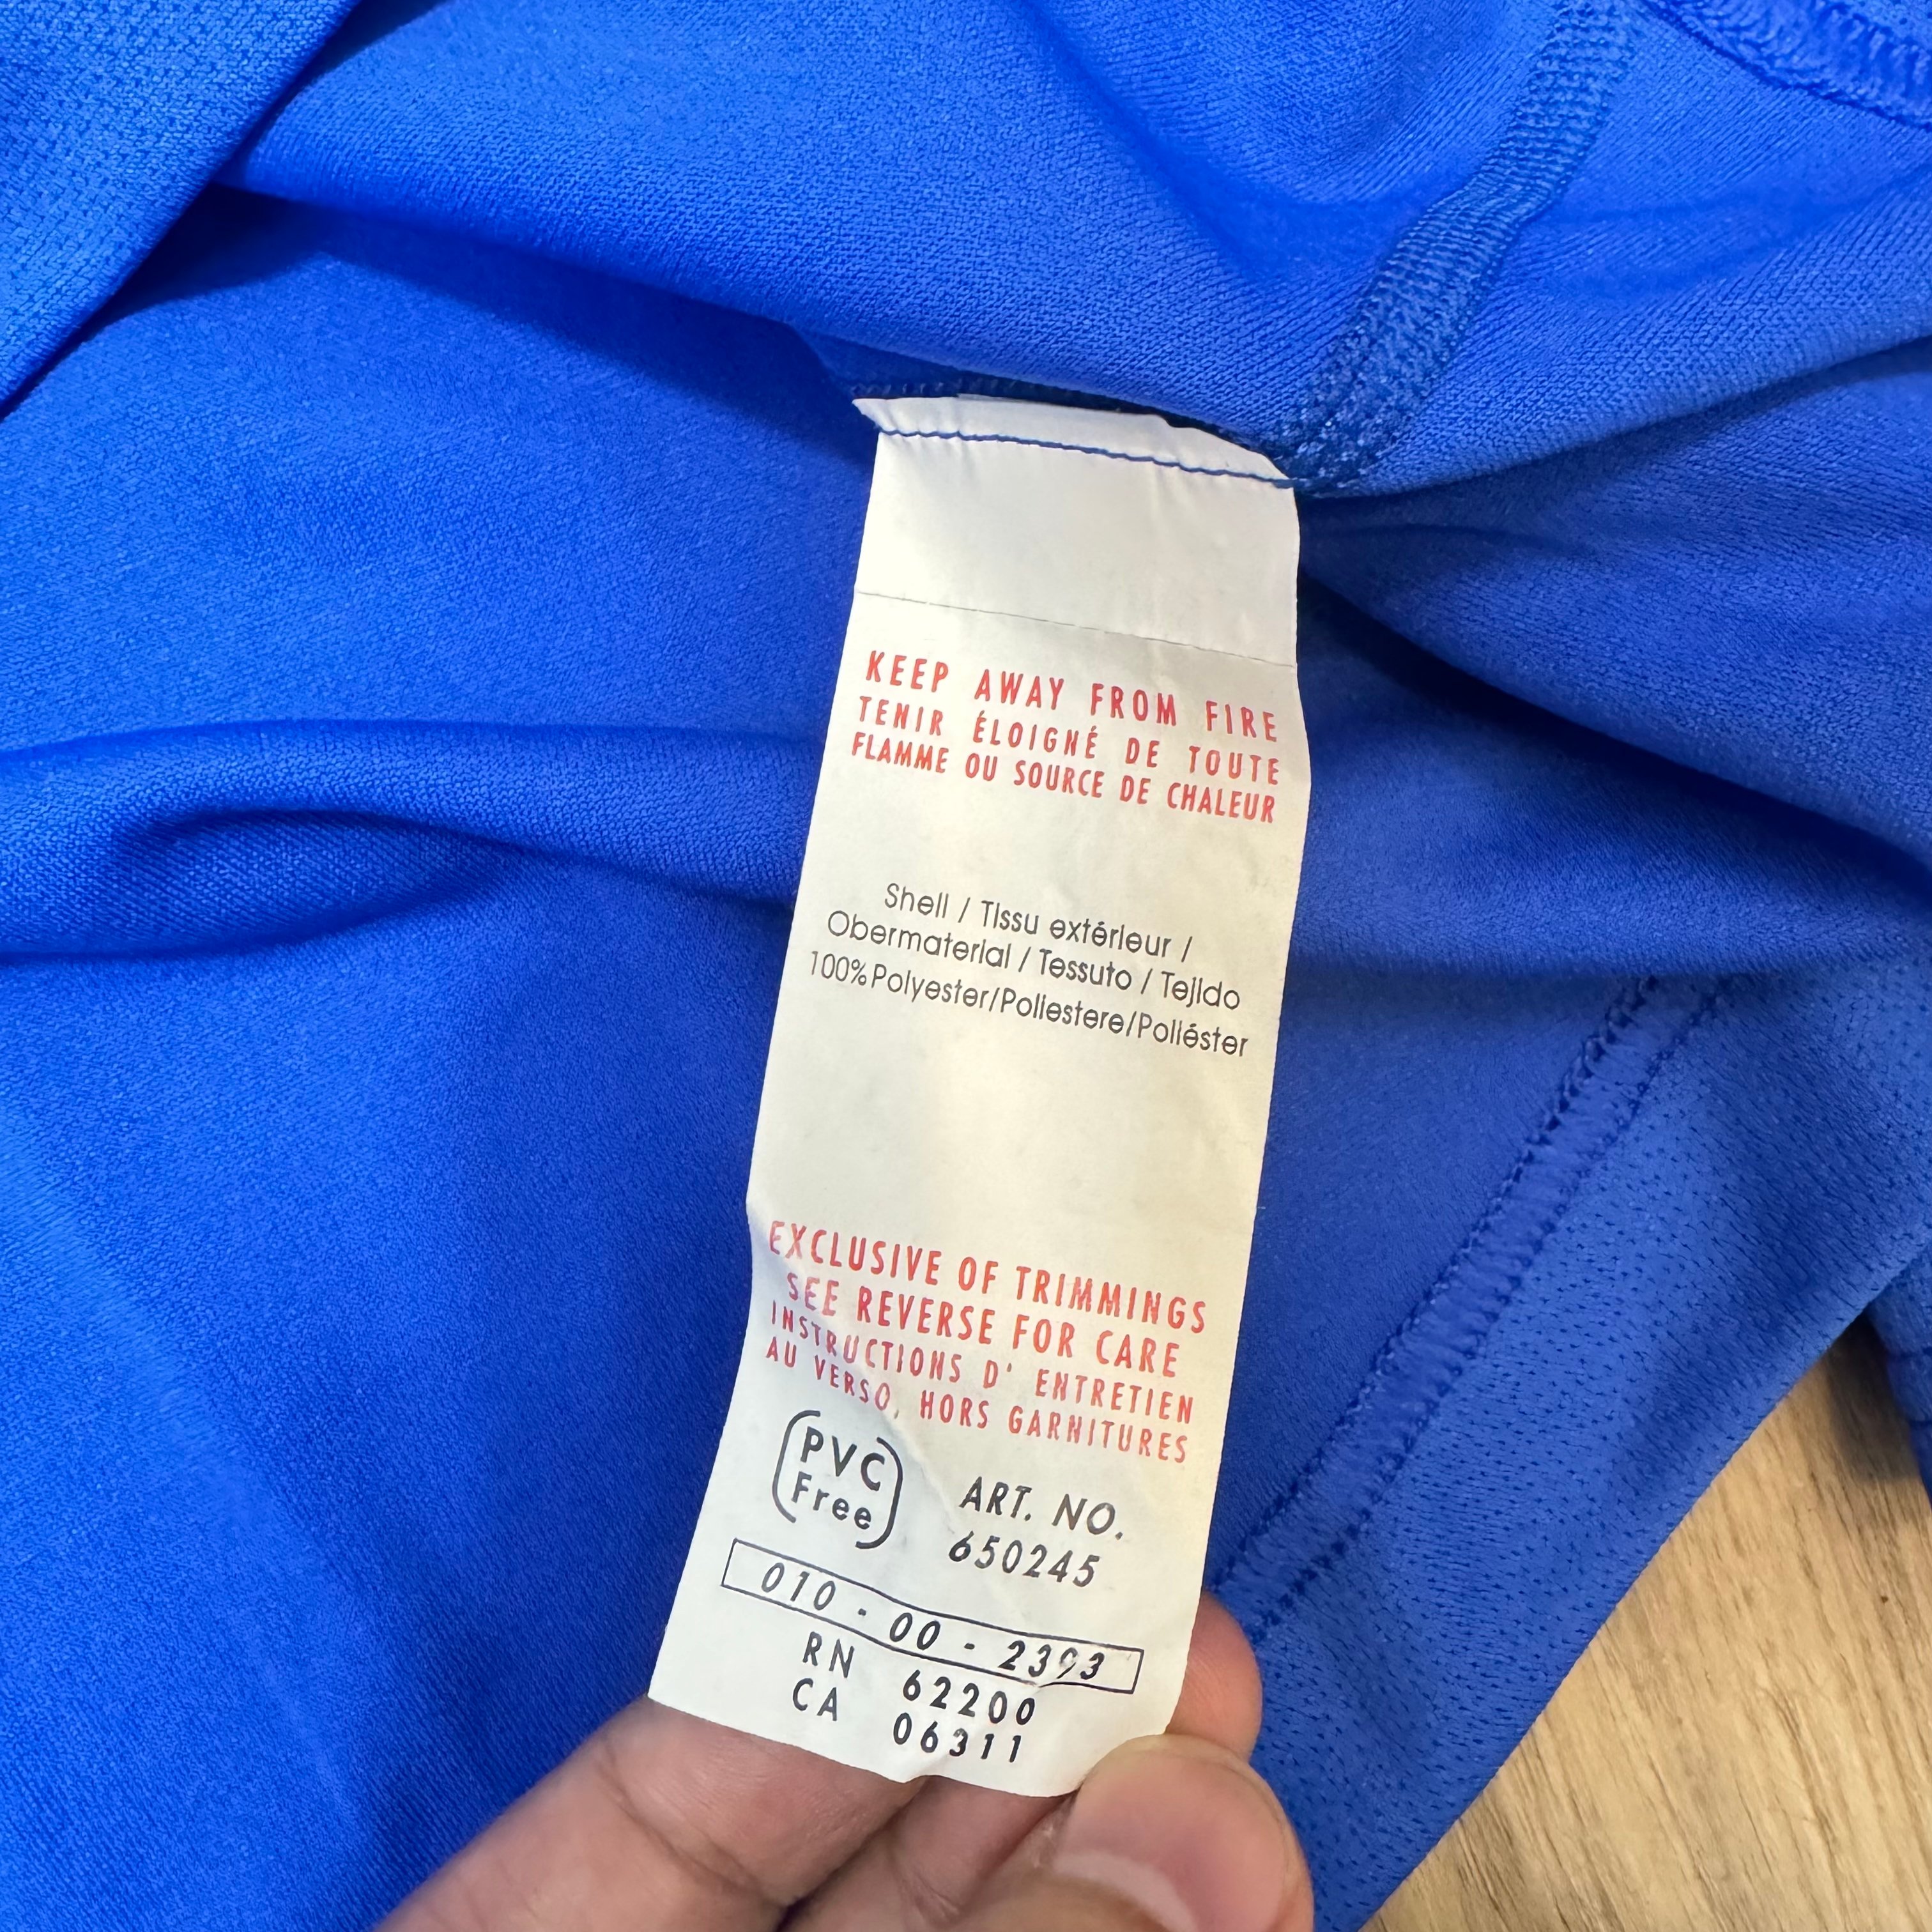 KEEP AWAY FROM FIRE
TENIR ÉLOIGNÉ DE TOUTE
FLAMME OU SOURCE DE CHALEUR
Shell / Tissu extérieur /
Obermaterial / Tessuto / Tejido
100%Polyester/Poliestere/Poliéster
EXCLUSIVE OF TRIMMINGS
SEE REVERSE FOR CARE
INSTRUCTIONS D' ENTRETIEN
AU VERSO, HORS GARNITURES
PVC
Free
ART. NO.
650245
010 - 00 - 2393
RN 62200
CA 06311